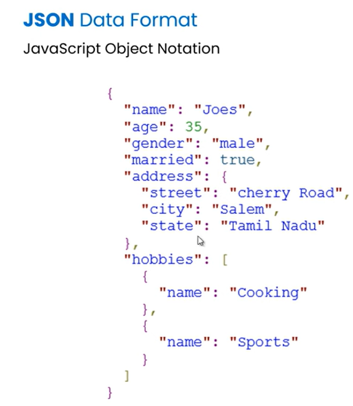 JSON Data Format
JavaScript Object Notation
{
"name": "Joes",
"age": 35,
"gender": "male",
"married": true,
"address": {
"street": "cherry Road",
"city": "Salem",
"state": "Tamil Nadu"
},
"hobbies": [
{
"name": "Cooking"
},
{
"name": "Sports"
}
]
}